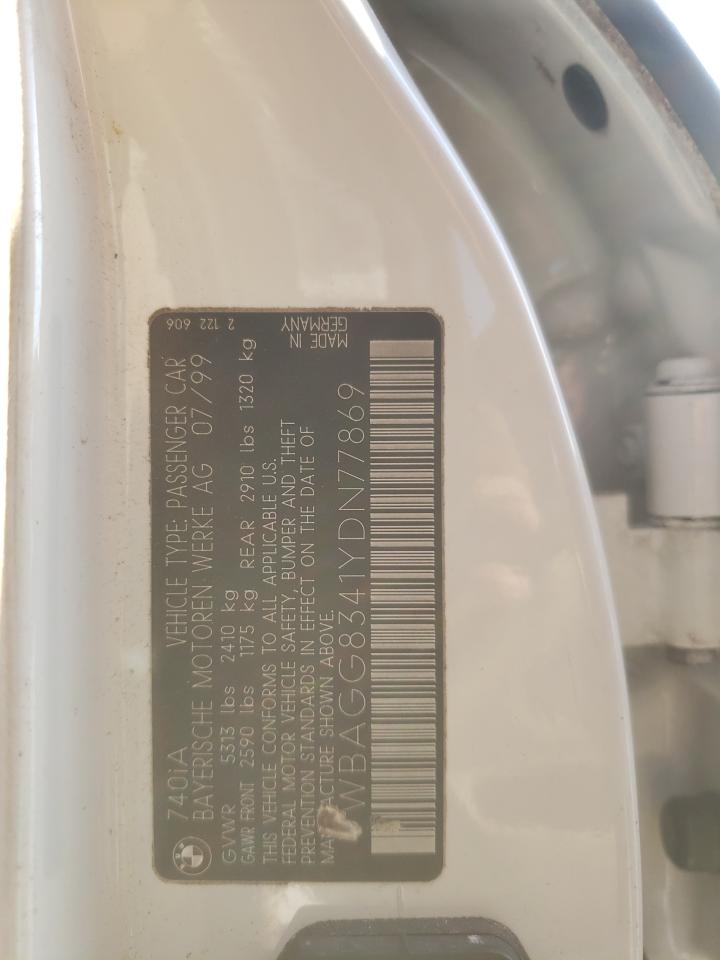 740iA VEHICLE TYPE: PASSENGER CAR 2 122 606
BAYERISCHE MOTOREN WERKE AG 07/99
GVWR 5313 lbs 2410 kg
GAWR FRONT 2590 lbs 1175 kg REAR 2910 lbs 1320 kg
THIS VEHICLE CONFORMS TO ALL APPLICABLE U.S.
FEDERAL MOTOR VEHICLE SAFETY, BUMPER AND THEFT
PREVENTION STANDARDS IN EFFECT ON THE DATE OF
MANUFACTURE SHOWN ABOVE.
MADE IN
GERMANY
WBAGG8341YDN77869